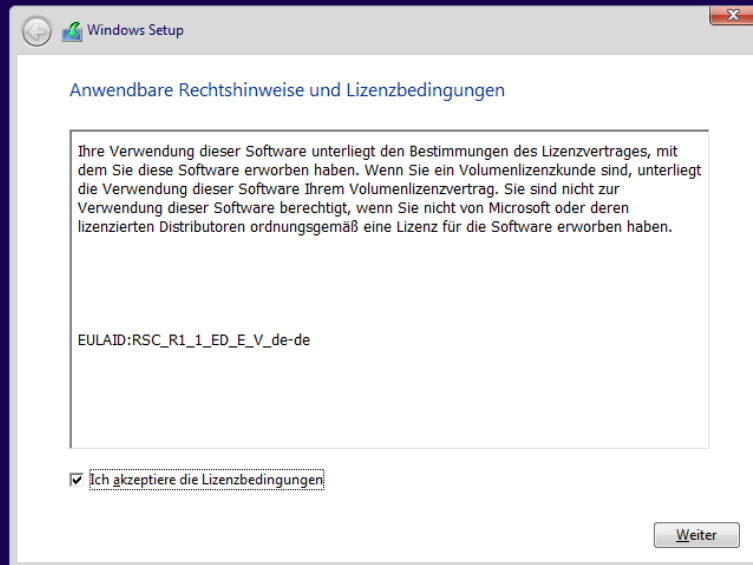 Windows Setup
Anwendbare Rechtshinweise und Lizenzbedingungen
Ihre Verwendung dieser Software unterliegt den Bestimmungen des Lizenzvertrages, mit
dem Sie diese Software erworben haben. Wenn Sie ein Volumenlizenzkunde sind, unterliegt
die Verwendung dieser Software Ihrem Volumenlizenzvertrag. Sie sind nicht zur
Verwendung dieser Software berechtigt, wenn Sie nicht von Microsoft oder deren
lizenzierten Distributoren ordnungsgemäß eine Lizenz für die Software erworben haben.
EULAID:RSC_R1_1_ED_E_V_de-de
Ich akzeptiere die Lizenzbedingungen
Weiter